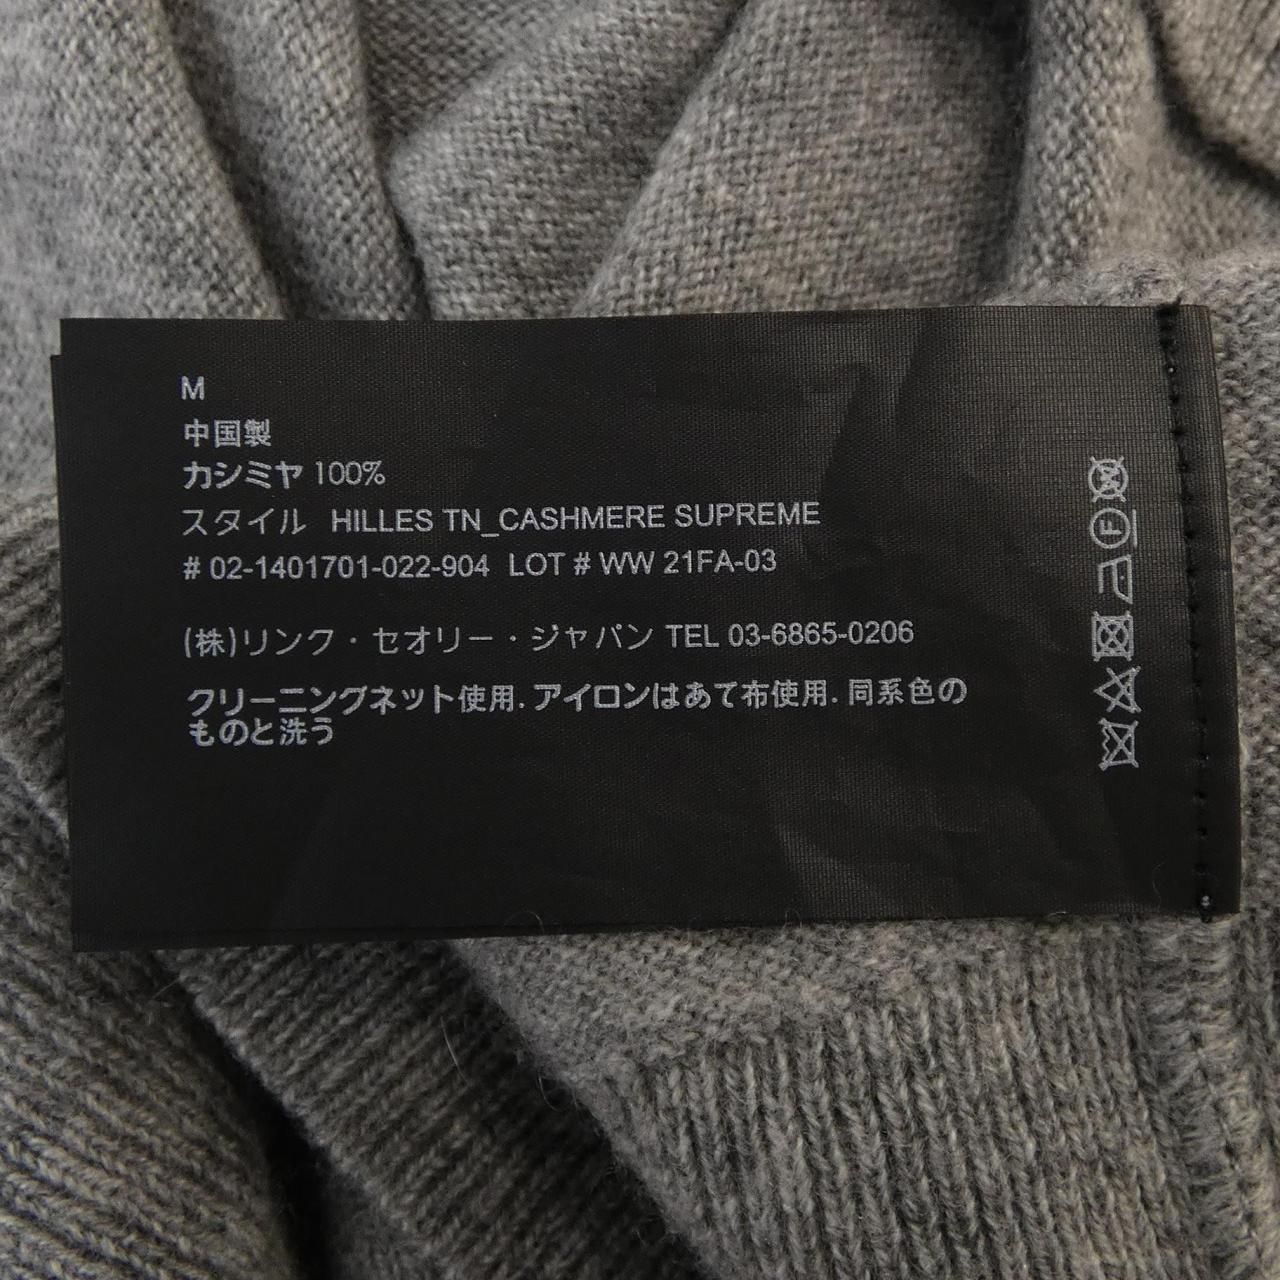 M
中国製
カシミヤ 100%
スタイル HILLES TN_CASHMERE SUPREME
# 02-1401701-022-904 LOT # WW 21FA-03
(株)リンク・セオリー・ジャパン TEL 03-6865-0206
クリーニングネット使用.アイロンはあて布使用.同系色の
ものと洗う
W
F